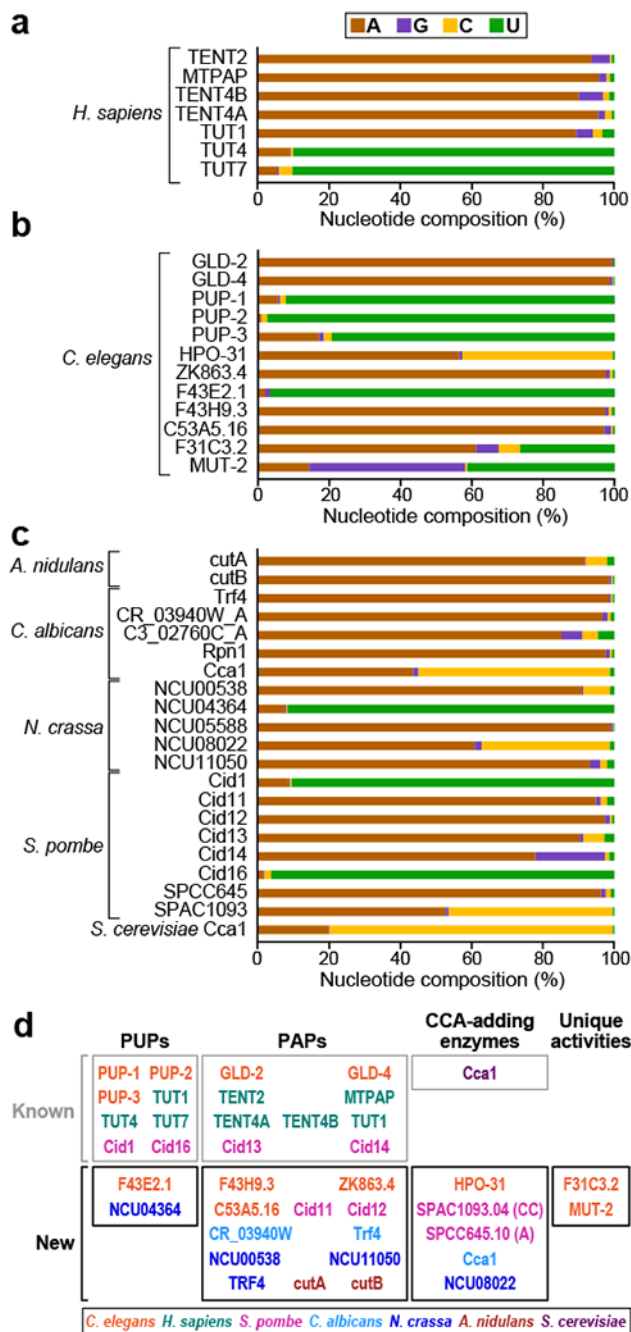 a
A G C U
TENT2
MTPAP
TENT4B
TENT4A
TUT1
TUT4
TUT7
H. sapiens
0 20 40 60 80 100
Nucleotide composition (%)
b
GLD-2
GLD-4
PUP-1
PUP-2
PUP-3
HPO-31
ZK863.4
F43E2.1
F43H9.3
C53A5.16
F31C3.2
MUT-2
C. elegans
0 20 40 60 80 100
Nucleotide composition (%)
c
A. nidulans
cutA
cutB
C. albicans
Trf4
CR_03940W_A
C3_02760C_A
Rpn1
Cca1
N. crassa
NCU00538
NCU04364
NCU05588
NCU08022
NCU11050
S. pombe
Cid1
Cid11
Cid12
Cid13
Cid14
Cid16
SPCC645
SPAC1093
S. cerevisiae Cca1
0 20 40 60 80 100
Nucleotide composition (%)
d
PUPs PAPs CCA-adding enzymes Unique activities
Known
PUP-1 PUP-2
PUP-3 TUT1
TUT4 TUT7
Cid1 Cid16
GLD-2 GLD-4
TENT2 MTPAP
TENT4A TENT4B TUT1
Cid13 Cid14
Cca1
New
F43E2.1
NCU04364
F43H9.3 ZK863.4
C53A5.16 Cid11 Cid12
CR_03940W Trf4
NCU00538 NCU11050
TRF4 cutA cutB
HPO-31
SPAC1093.04 (CC)
SPCC645.10 (A)
Cca1
NCU08022
F31C3.2
MUT-2
C. elegans H. sapiens S. pombe C. albicans N. crassa A. nidulans S. cerevisiae